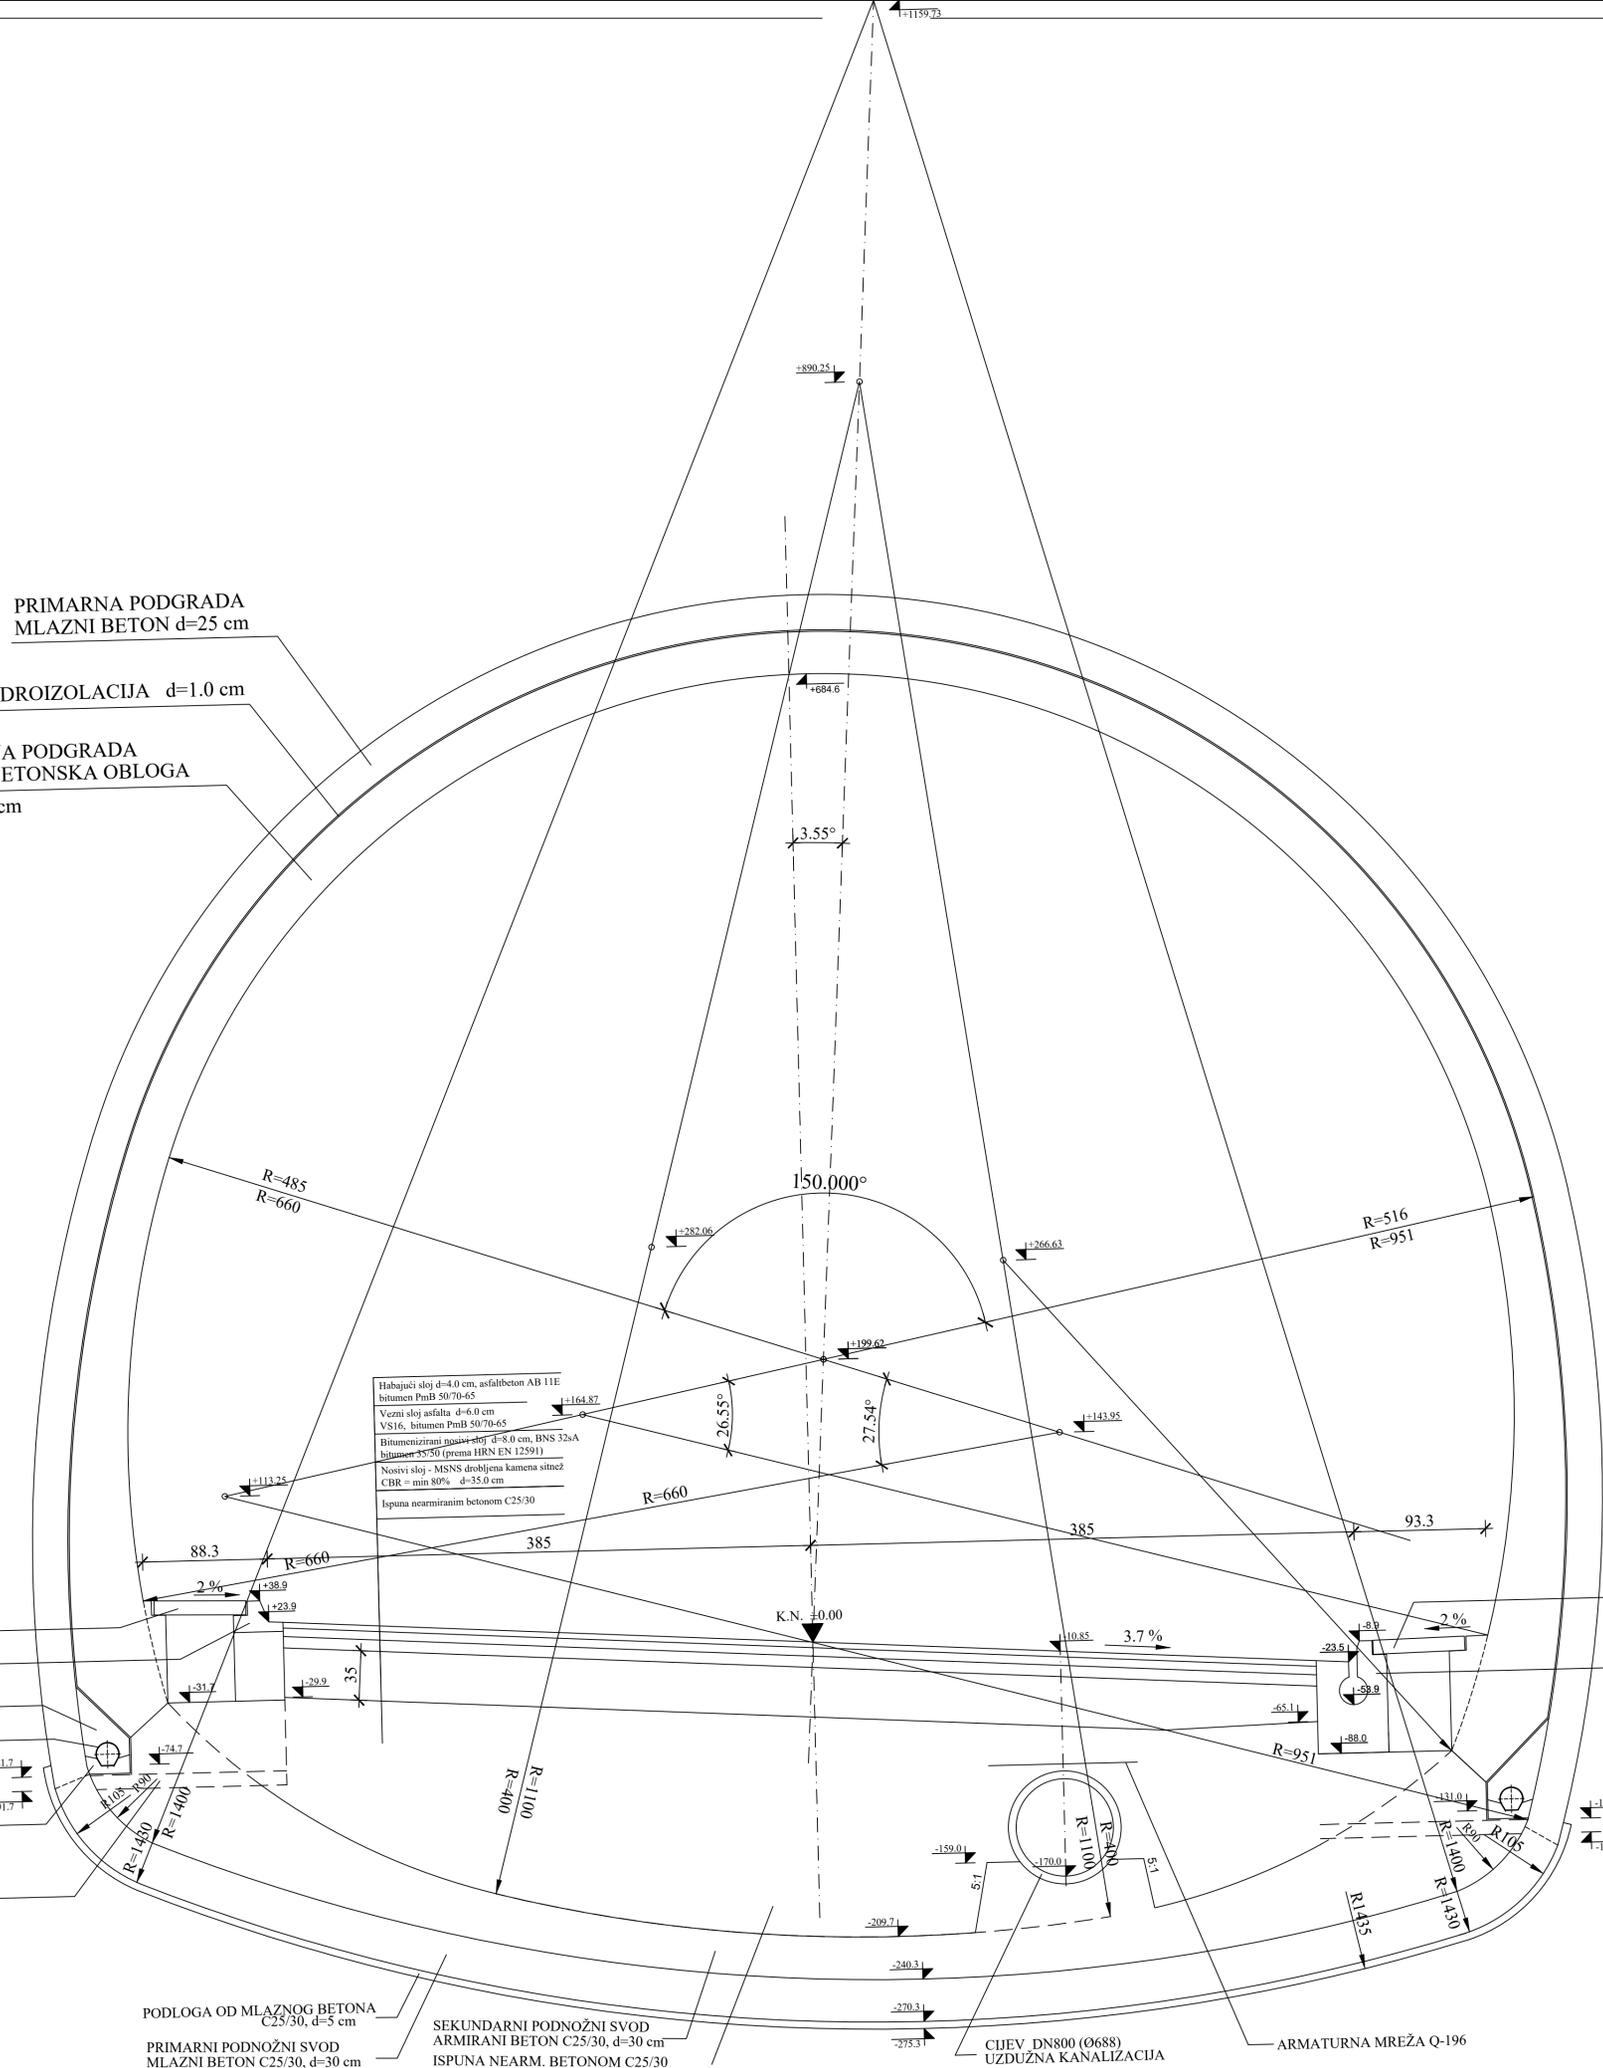 +1159.73
+890.25
PRIMARNA PODGRADA
MLAZNI BETON d=25 cm
DROIZOLACIJA d=1.0 cm
+684.6
A PODGRADA
ETONSKA OBLOGA
cm
3.55°
R=485
R=660
150.000°
R=516
R=951
+282.06
+266.63
+199.62
Habajući sloj d=4.0 cm, asfaltbeton AB 11E
bitumen PmB 50/70-65
Vezni sloj asfalta d=6.0 cm
VS16, bitumen PmB 50/70-65
Bitumenizirani nosivi sloj d=8.0 cm, BNS 32sA
bitumen 35/50 (prema HRN EN 12591)
Nosivi sloj - MSNS drobljena kamena sitnež
CBR = min 80% d=35.0 cm
Ispuna nearmiranim betonom C25/30
+164.87
26.55°
27.54°
+143.95
+113.25
R=660
88.3
385
385
93.3
R=660
2 %
+38.9
+23.9
K.N. ±0.00
-10.85
3.7 %
-8.9
2 %
-23.5
35
-31.7
-29.9
-53.9
-65.1
-88.0
-74.7
R=951
1.7
01.7
R105
R90
R=1400
R=1430
R=400
R=1100
R=1100
R=400
-131.0
R90
R105
R=1400
R=1430
-159.0
-170.0
5:1
5:1
R1435
-209.7
-240.3
-270.3
-275.3
PODLOGA OD MLAZNOG BETONA
C25/30, d=5 cm
PRIMARNI PODNOŽNI SVOD
MLAZNI BETON C25/30, d=30 cm
SEKUNDARNI PODNOŽNI SVOD
ARMIRANI BETON C25/30, d=30 cm
ISPUNA NEARM. BETONOM C25/30
CIJEV DN800 (Ø688)
UZDUŽNA KANALIZACIJA
ARMATURNA MREŽA Q-196